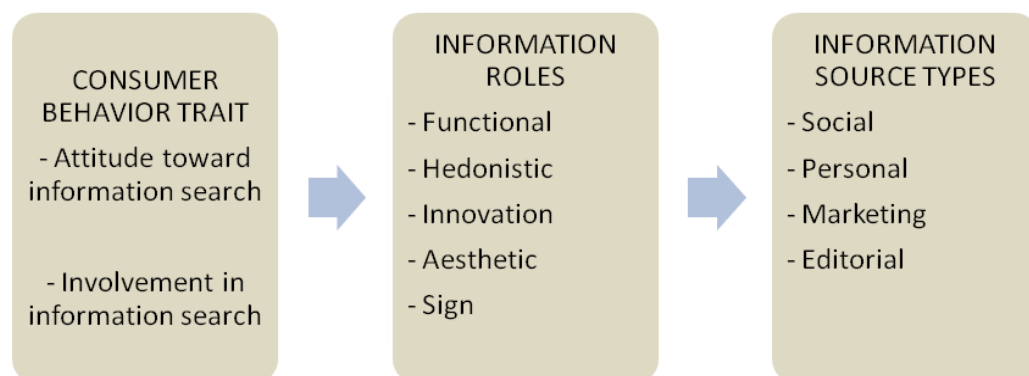 CONSUMER
BEHAVIOR TRAIT
- Attitude toward
information search
- Involvement in
information search
INFORMATION
ROLES
- Functional
- Hedonistic
- Innovation
- Aesthetic
- Sign
INFORMATION
SOURCE TYPES
- Social
- Personal
- Marketing
- Editorial